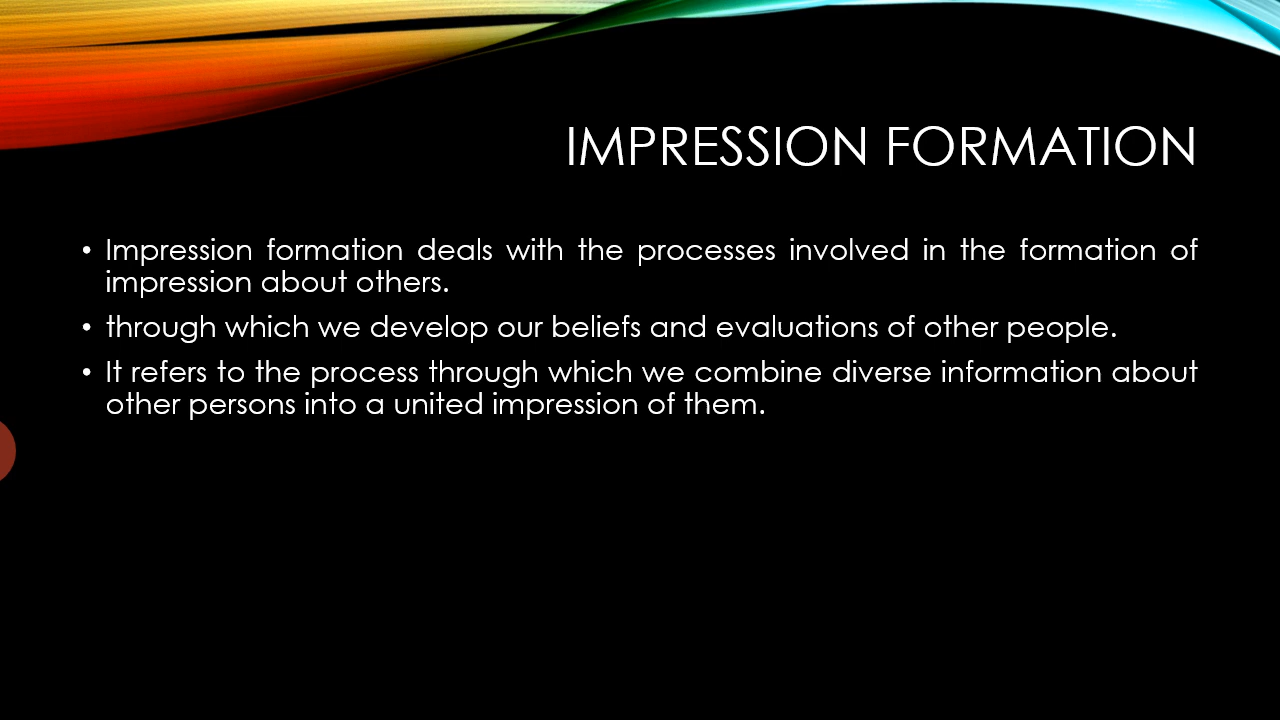 IMPRESSION FORMATION
• Impression formation deals with the processes involved in the formation of
impression about others.
• through which we develop our beliefs and evaluations of other people.
• It refers to the process through which we combine diverse information about
other persons into a united impression of them.